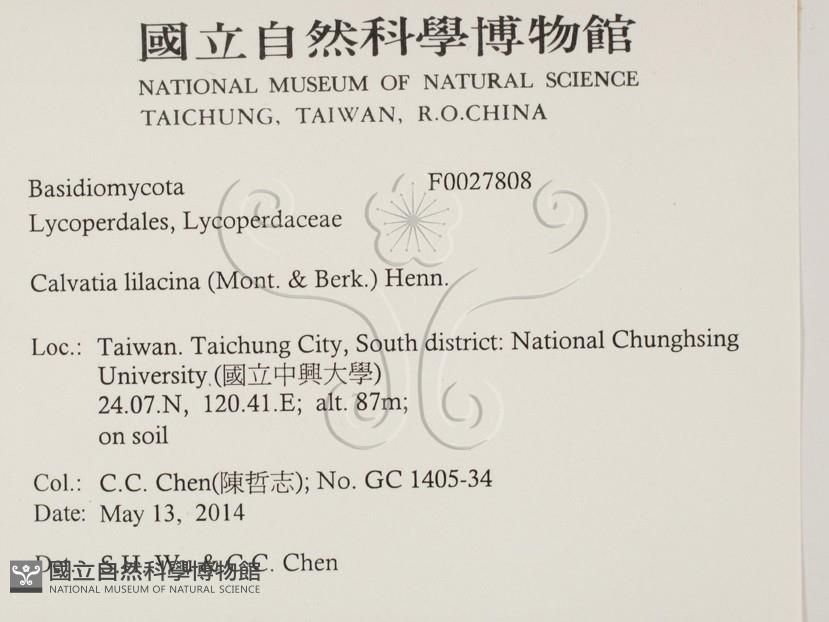 國立自然科學博物館
NATIONAL MUSEUM OF NATURAL SCIENCE
TAICHUNG, TAIWAN, R.O.CHINA
Basidiomycota F0027808
Lycoperdales, Lycoperdaceae
Calvatia lilacina (Mont. & Berk.) Henn.
Loc.: Taiwan. Taichung City, South district: National Chunghsing
University.(國立中興大學)
24.07.N, 120.41.E; alt. 87m;
on soil
Col.: C.C. Chen(陳哲志); No. GC 1405-34
Date: May 13, 2014
Det.: S.H. Wu & C.C. Chen
國立自然科學博物館
NATIONAL MUSEUM OF NATURAL SCIENCE